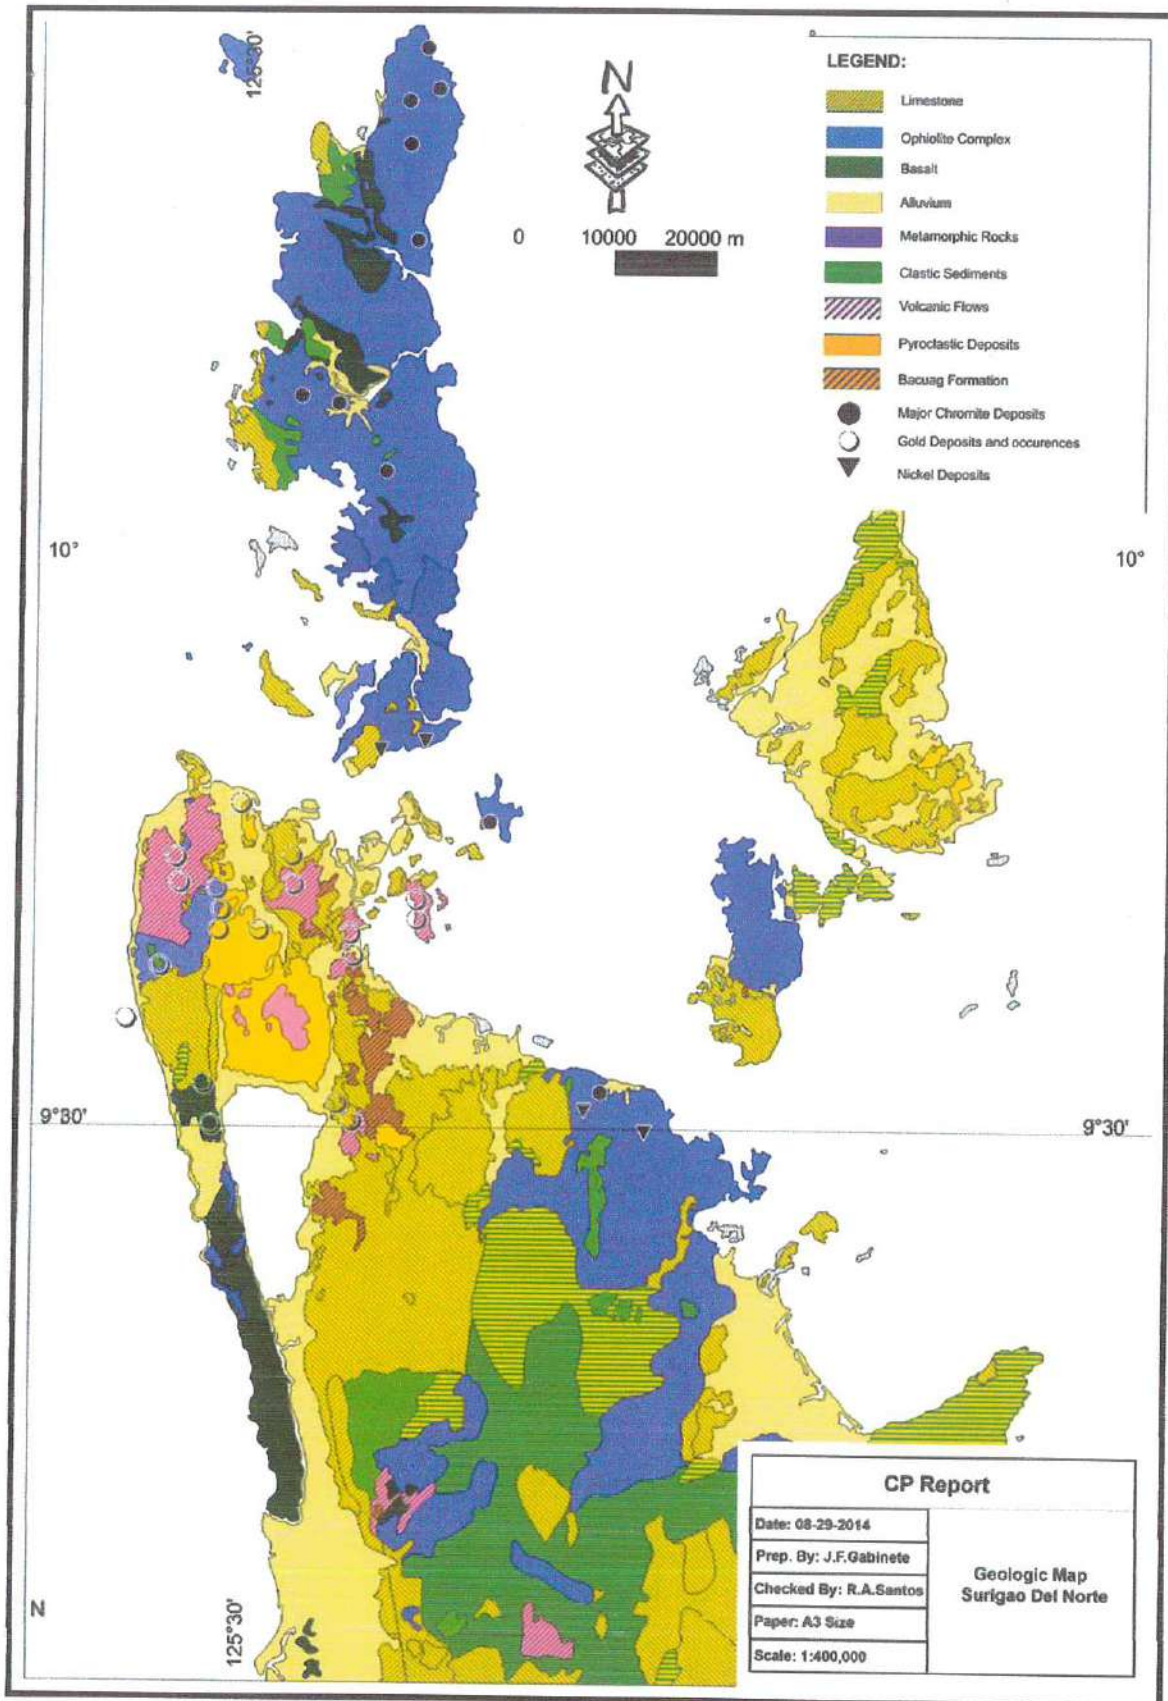 125°30'
N
0 10000 20000 m
LEGEND:
Limestone
Ophiolite Complex
Basalt
Alluvium
Metamorphic Rocks
Clastic Sediments
Volcanic Flows
Pyroclastic Deposits
Bacuag Formation
Major Chromite Deposits
Gold Deposits and occurences
Nickel Deposits
10°
10°
9°30'
9°30'
N
125°30'
CP Report
Date: 08-29-2014
Prep. By: J.F.Gabinete
Checked By: R.A.Santos
Paper: A3 Size
Scale: 1:400,000
Geologic Map
Surigao Del Norte